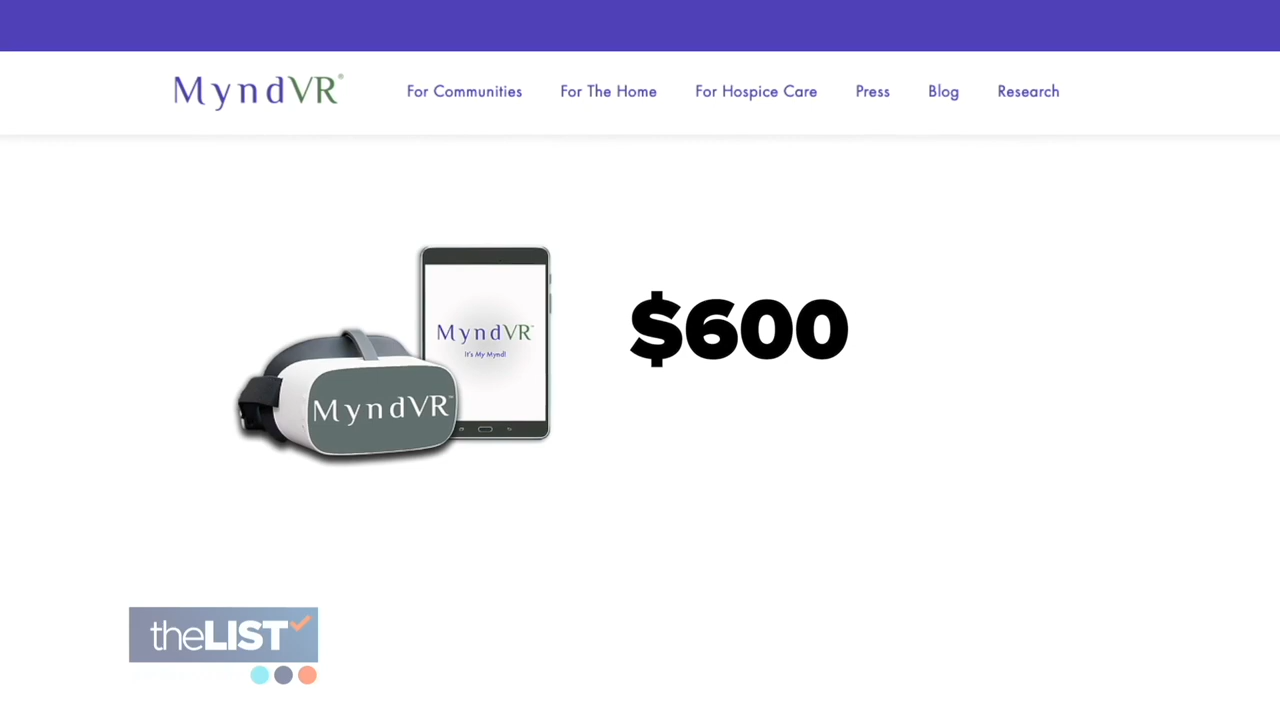 MyndVR®
For Communities
For The Home
For Hospice Care
Press
Blog
Research
MyndVR™
It's My Mynd!
MyndVR™
$600
theLIST